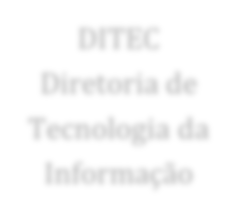 DITEC
Diretoria de
Tecnologia da
Informação